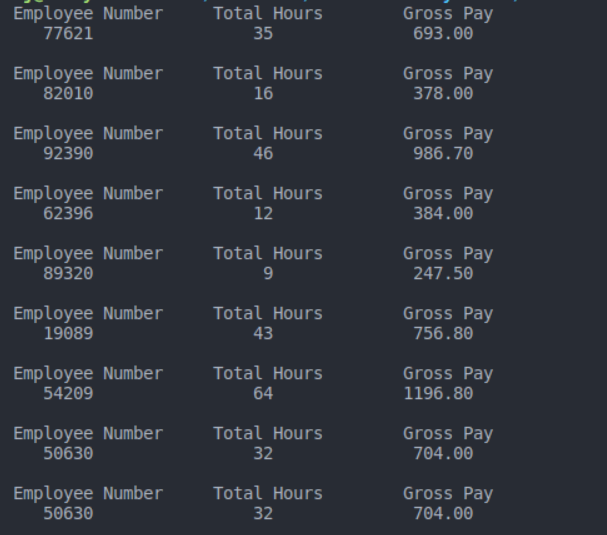 Employee Number Total Hours Gross Pay
77621 35 693.00
Employee Number Total Hours Gross Pay
82010 16 378.00
Employee Number Total Hours Gross Pay
92390 46 986.70
Employee Number Total Hours Gross Pay
62396 12 384.00
Employee Number Total Hours Gross Pay
89320 9 247.50
Employee Number Total Hours Gross Pay
19089 43 756.80
Employee Number Total Hours Gross Pay
54209 64 1196.80
Employee Number Total Hours Gross Pay
50630 32 704.00
Employee Number Total Hours Gross Pay
50630 32 704.00